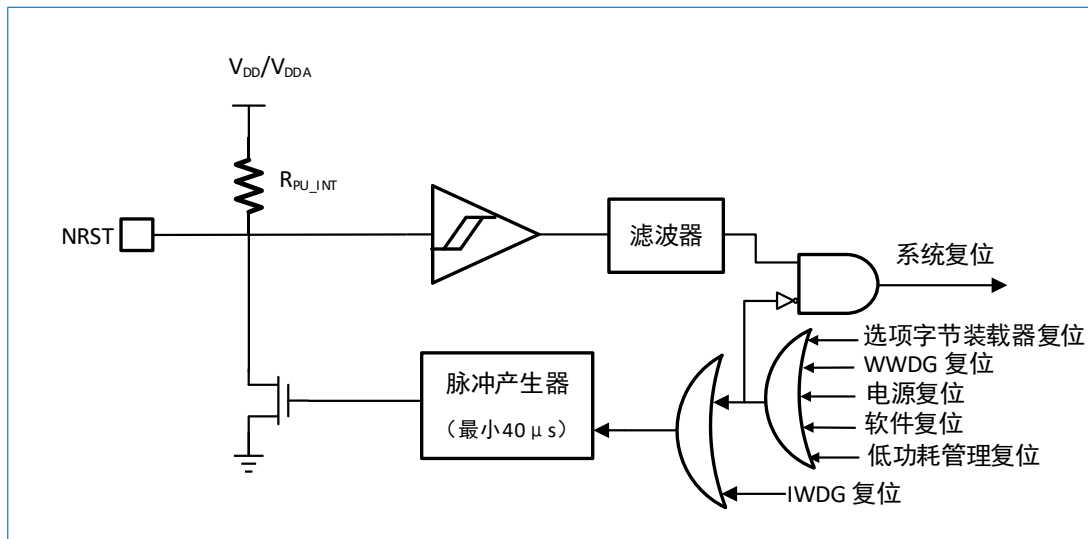 VDD/VDDA
RPU_INT
NRST
滤波器
系统复位
选项字节装载器复位
WWDG 复位
电源复位
软件复位
低功耗管理复位
脉冲产生器
(最小40μs)
IWDG 复位